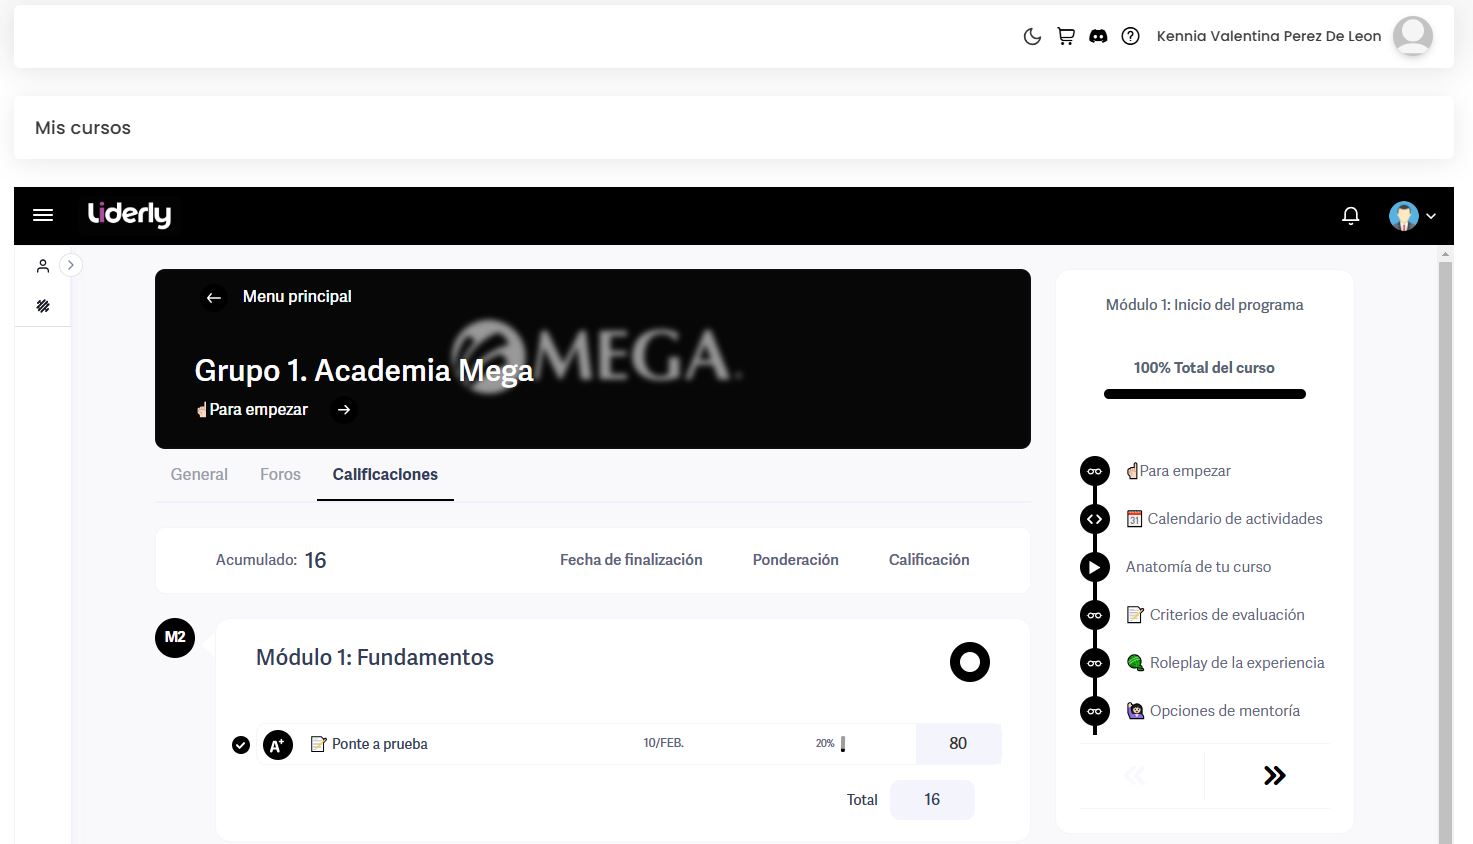 Kennia Valentina Perez De Leon
Mis cursos
Liderly
Menu principal
MEGA
Grupo 1. Academia Mega
Para empezar
General Foros Calificaciones
Acumulado: 16 Fecha de finalización Ponderación Calificación
M2
Módulo 1: Fundamentos
A+ Ponte a prueba 10/FEB. 20% 80
Total 16
Módulo 1: Inicio del programa
100% Total del curso
Para empezar
31 Calendario de actividades
Anatomía de tu curso
Criterios de evaluación
Roleplay de la experiencia
Opciones de mentoría